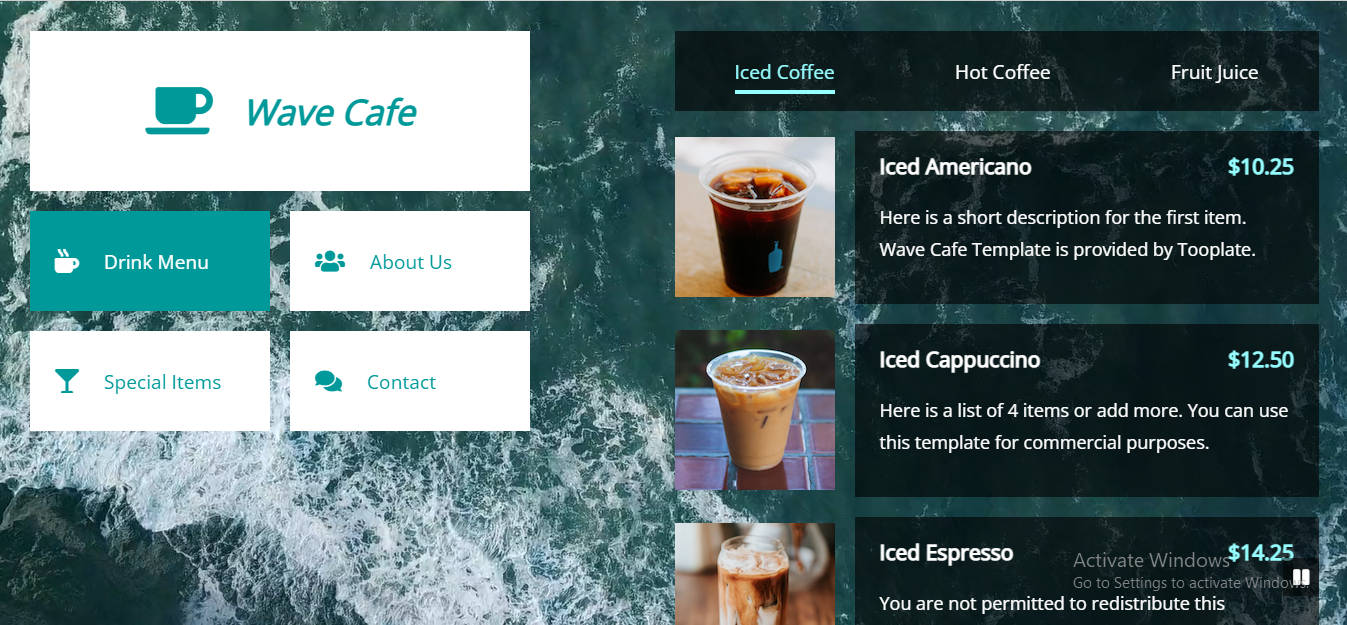 Wave Cafe
Drink Menu
About Us
Special Items
Contact
Iced Coffee
Hot Coffee
Fruit Juice
Iced Americano
$10.25
Here is a short description for the first item.
Wave Cafe Template is provided by Tooplate.
Iced Cappuccino
$12.50
Here is a list of 4 items or add more. You can use
this template for commercial purposes.
Iced Espresso
$14.25
Activate Windows
Go to Settings to activate Windows.
You are not permitted to redistribute this